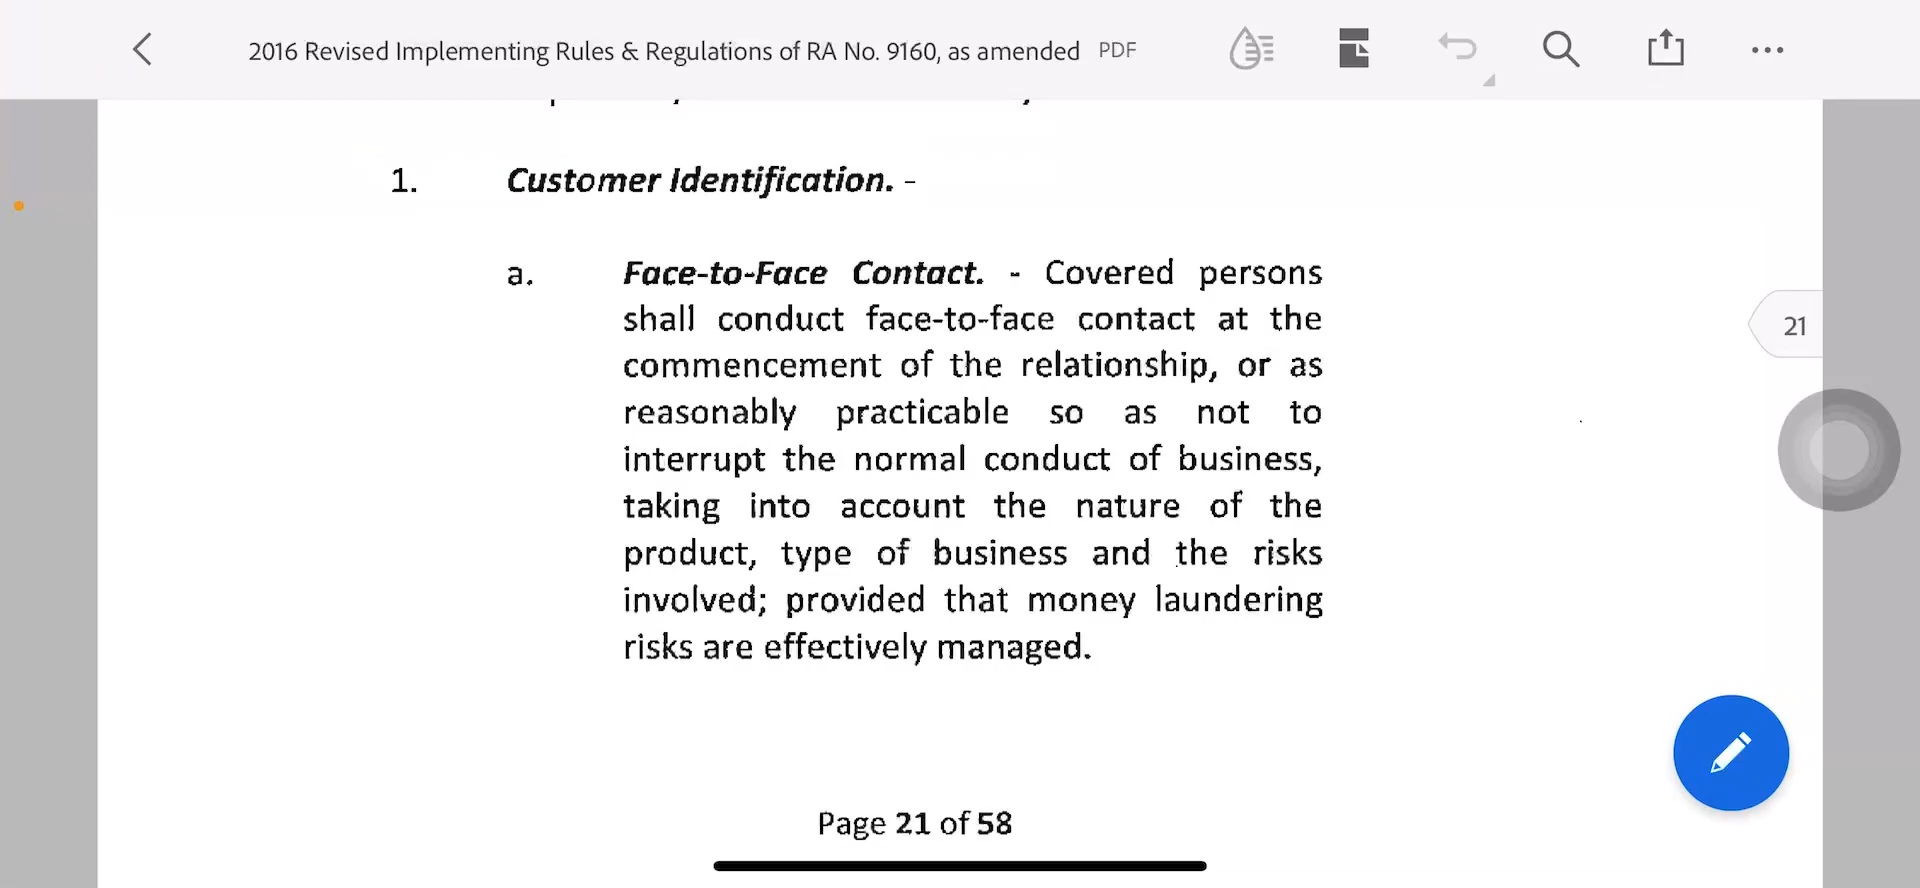 2016 Revised Implementing Rules & Regulations of RA No. 9160, as amended PDF
1. Customer Identification. -
a. Face-to-Face Contact. - Covered persons
shall conduct face-to-face contact at the
commencement of the relationship, or as
reasonably practicable so as not to
interrupt the normal conduct of business,
taking into account the nature of the
product, type of business and the risks
involved; provided that money laundering
risks are effectively managed.
21
Page 21 of 58